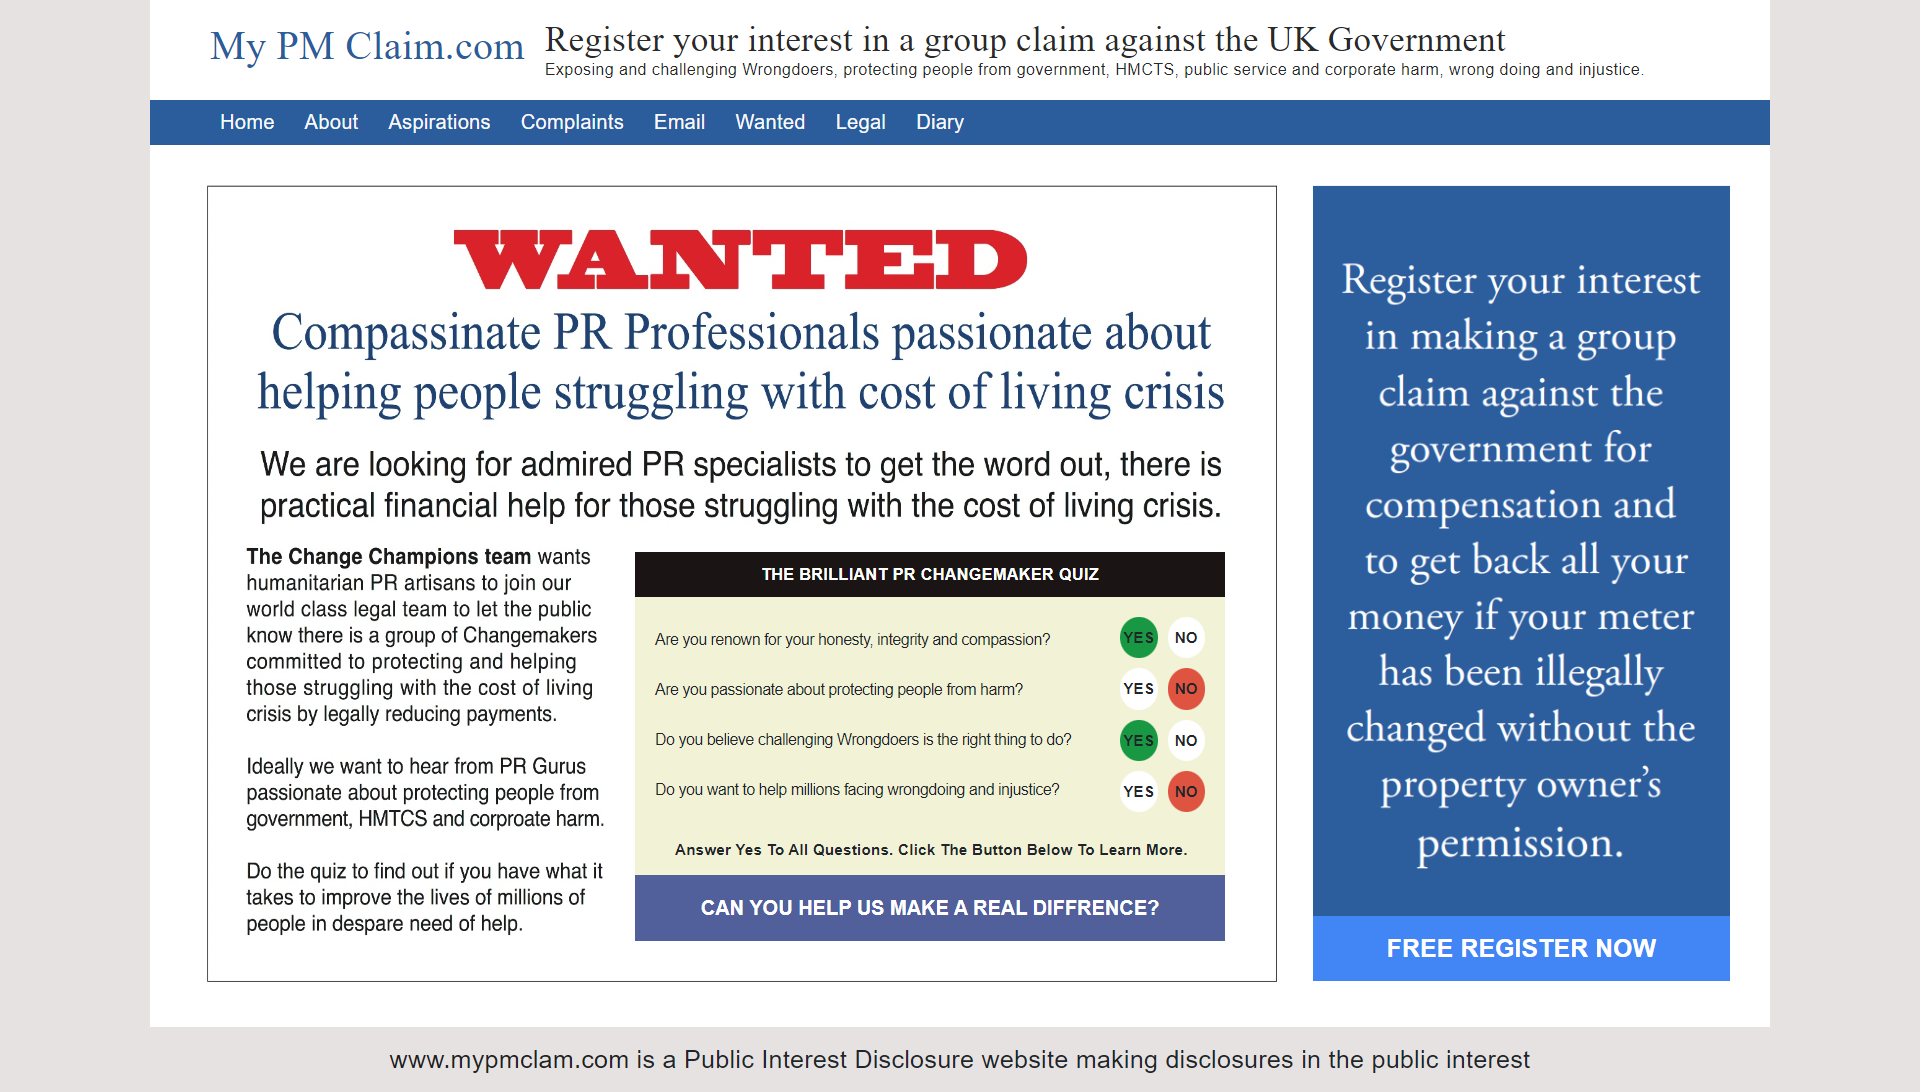 My PM Claim.com
Register your interest in a group claim against the UK Government
Exposing and challenging Wrongdoers, protecting people from government, HMCTS, public service and corporate harm, wrong doing and injustice.
Home About Aspirations Complaints Email Wanted Legal Diary
WANTED
Compassinate PR Professionals passionate about
helping people struggling with cost of living crisis
We are looking for admired PR specialists to get the word out, there is
practical financial help for those struggling with the cost of living crisis.
The Change Champions team wants
humanitarian PR artisans to join our
world class legal team to let the public
know there is a group of Changemakers
committed to protecting and helping
those struggling with the cost of living
crisis by legally reducing payments.
Ideally we want to hear from PR Gurus
passionate about protecting people from
government, HMTCS and corproate harm.
Do the quiz to find out if you have what it
takes to improve the lives of millions of
people in despare need of help.
THE BRILLIANT PR CHANGEMAKER QUIZ
Are you renown for your honesty, integrity and compassion? YES NO
Are you passionate about protecting people from harm? YES NO
Do you believe challenging Wrongdoers is the right thing to do? YES NO
Do you want to help millions facing wrongdoing and injustice? YES NO
Answer Yes To All Questions. Click The Button Below To Learn More.
CAN YOU HELP US MAKE A REAL DIFFRENCE?
Register your interest
in making a group
claim against the
government for
compensation and
to get back all your
money if your meter
has been illegally
changed without the
property owner’s
permission.
FREE REGISTER NOW
www.mypmclam.com is a Public Interest Disclosure website making disclosures in the public interest